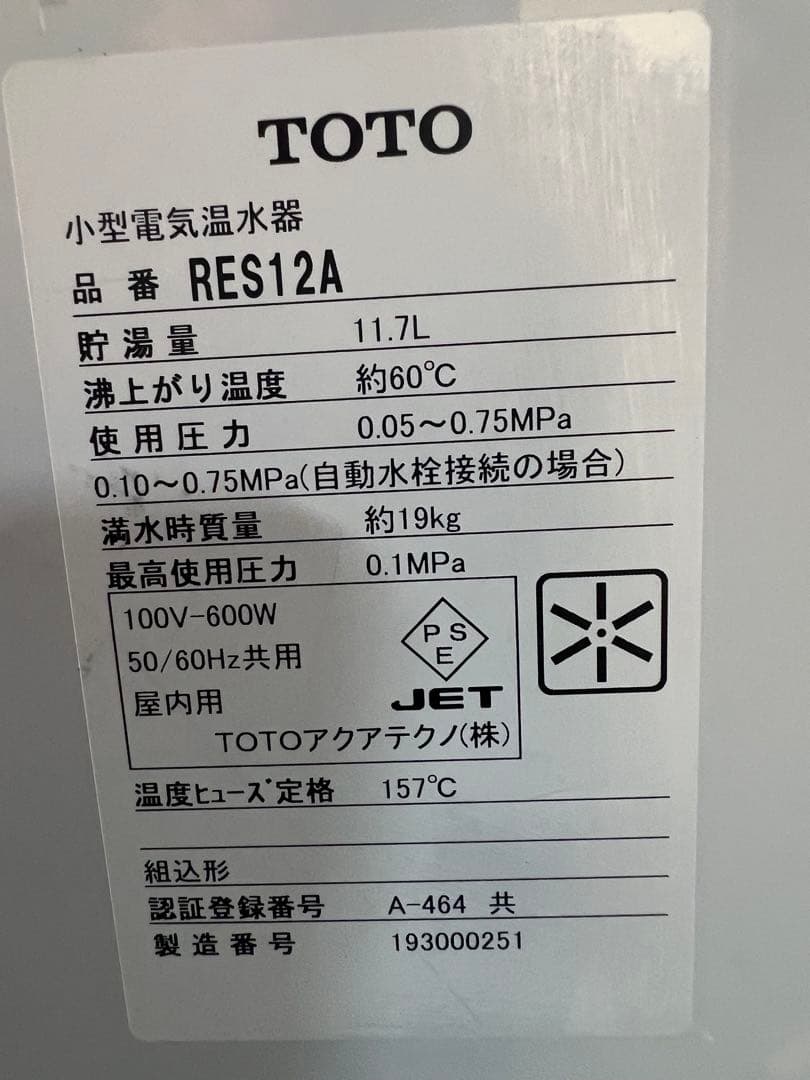 TOTO
小型電気温水器
品番 RES12A
貯湯量 11.7L
沸上がり温度 約60℃
使用圧力 0.05～0.75MPa
0.10～0.75MPa(自動水栓接続の場合)
満水時質量 約19kg
最高使用圧力 0.1MPa
100V-600W
50/60Hz共用
屋内用
PS
E
JET
TOTOアクアテクノ(株)
温度ヒューズ定格 157℃
組込形
認証登録番号 A-464 共
製造番号 193000251